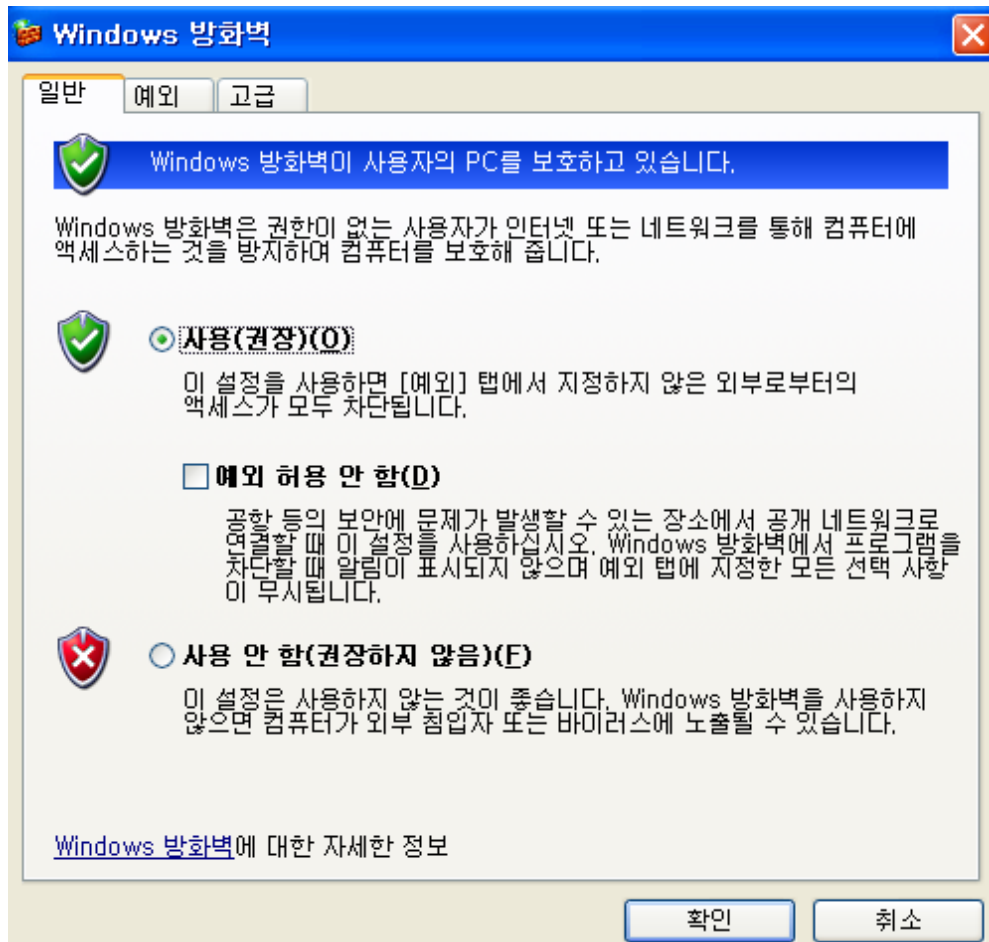 Windows 방화벽
일반 예외 고급
Windows 방화벽이 사용자의 PC를 보호하고 있습니다.
Windows 방화벽은 권한이 없는 사용자가 인터넷 또는 네트워크를 통해 컴퓨터에
액세스하는 것을 방지하여 컴퓨터를 보호해 줍니다.
사용(권장)(O)
이 설정을 사용하면 [예외] 탭에서 지정하지 않은 외부로부터의
액세스가 모두 차단됩니다.
예외 허용 안 함(D)
공항 등의 보안에 문제가 발생할 수 있는 장소에서 공개 네트워크로
연결할 때 이 설정을 사용하십시오. Windows 방화벽에서 프로그램을
차단할 때 알림이 표시되지 않으며 예외 탭에 지정한 모든 선택 사항
이 무시됩니다.
사용 안 함(권장하지 않음)(F)
이 설정은 사용하지 않는 것이 좋습니다. Windows 방화벽을 사용하지
않으면 컴퓨터가 외부 침입자 또는 바이러스에 노출될 수 있습니다.
Windows 방화벽에 대한 자세한 정보
확인 취소